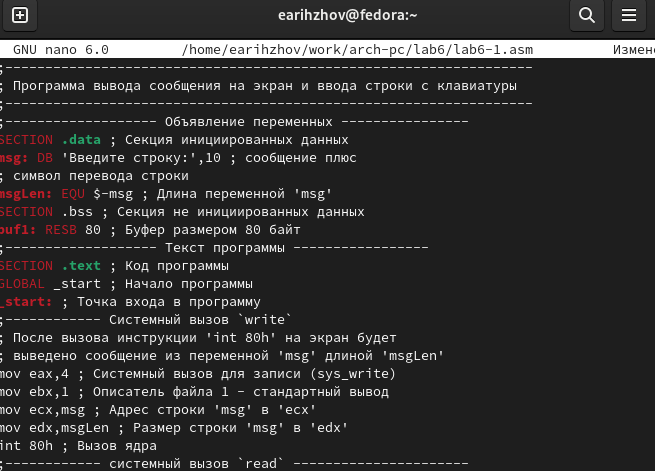 earihzhov@fedora:~
GNU nano 6.0 /home/earihzhov/work/arch-pc/lab6/lab6-1.asm Измен
;------------------------------------------------------------------
; Программа вывода сообщения на экран и ввода строки с клавиатуры
;------------------------------------------------------------------
;------------------- Объявление переменных ----------------
SECTION .data ; Секция инициированных данных
msg: DB 'Введите строку:',10 ; сообщение плюс
; символ перевода строки
msgLen: EQU $-msg ; Длина переменной 'msg'
SECTION .bss ; Секция не инициированных данных
buf1: RESB 80 ; Буфер размером 80 байт
;------------------- Текст программы -----------------
SECTION .text ; Код программы
GLOBAL _start ; Начало программы
_start: ; Точка входа в программу
;------------ Системный вызов `write`
; После вызова инструкции 'int 80h' на экран будет
; выведено сообщение из переменной 'msg' длиной 'msgLen'
mov eax,4 ; Системный вызов для записи (sys_write)
mov ebx,1 ; Описатель файла 1 - стандартный вывод
mov ecx,msg ; Адрес строки 'msg' в 'ecx'
mov edx,msgLen ; Размер строки 'msg' в 'edx'
int 80h ; Вызов ядра
;------------ системный вызов `read` ----------------------